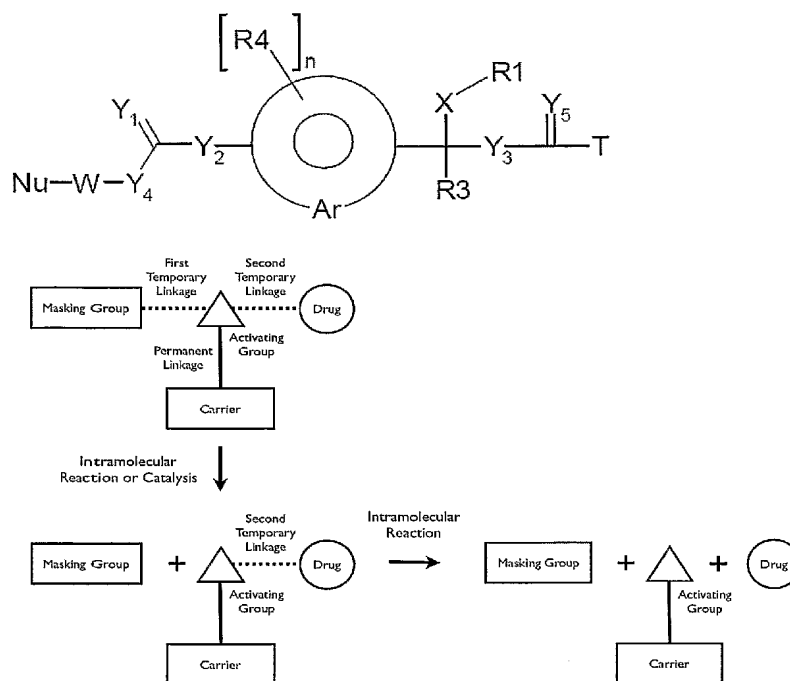 [R4]n
R1
Y1
X
Y5
Y2
Y3
T
Nu-W-Y4
R3
Ar
First
Temporary
Linkage
Second
Temporary
Linkage
Masking Group
Drug
Activating
Group
Permanent
Linkage
Carrier
Intramolecular
Reaction or Catalysis
Second
Temporary
Linkage
Intramolecular
Reaction
Masking Group
+
Drug
Masking Group
+
+
Drug
Activating
Group
Activating
Group
Carrier
Carrier